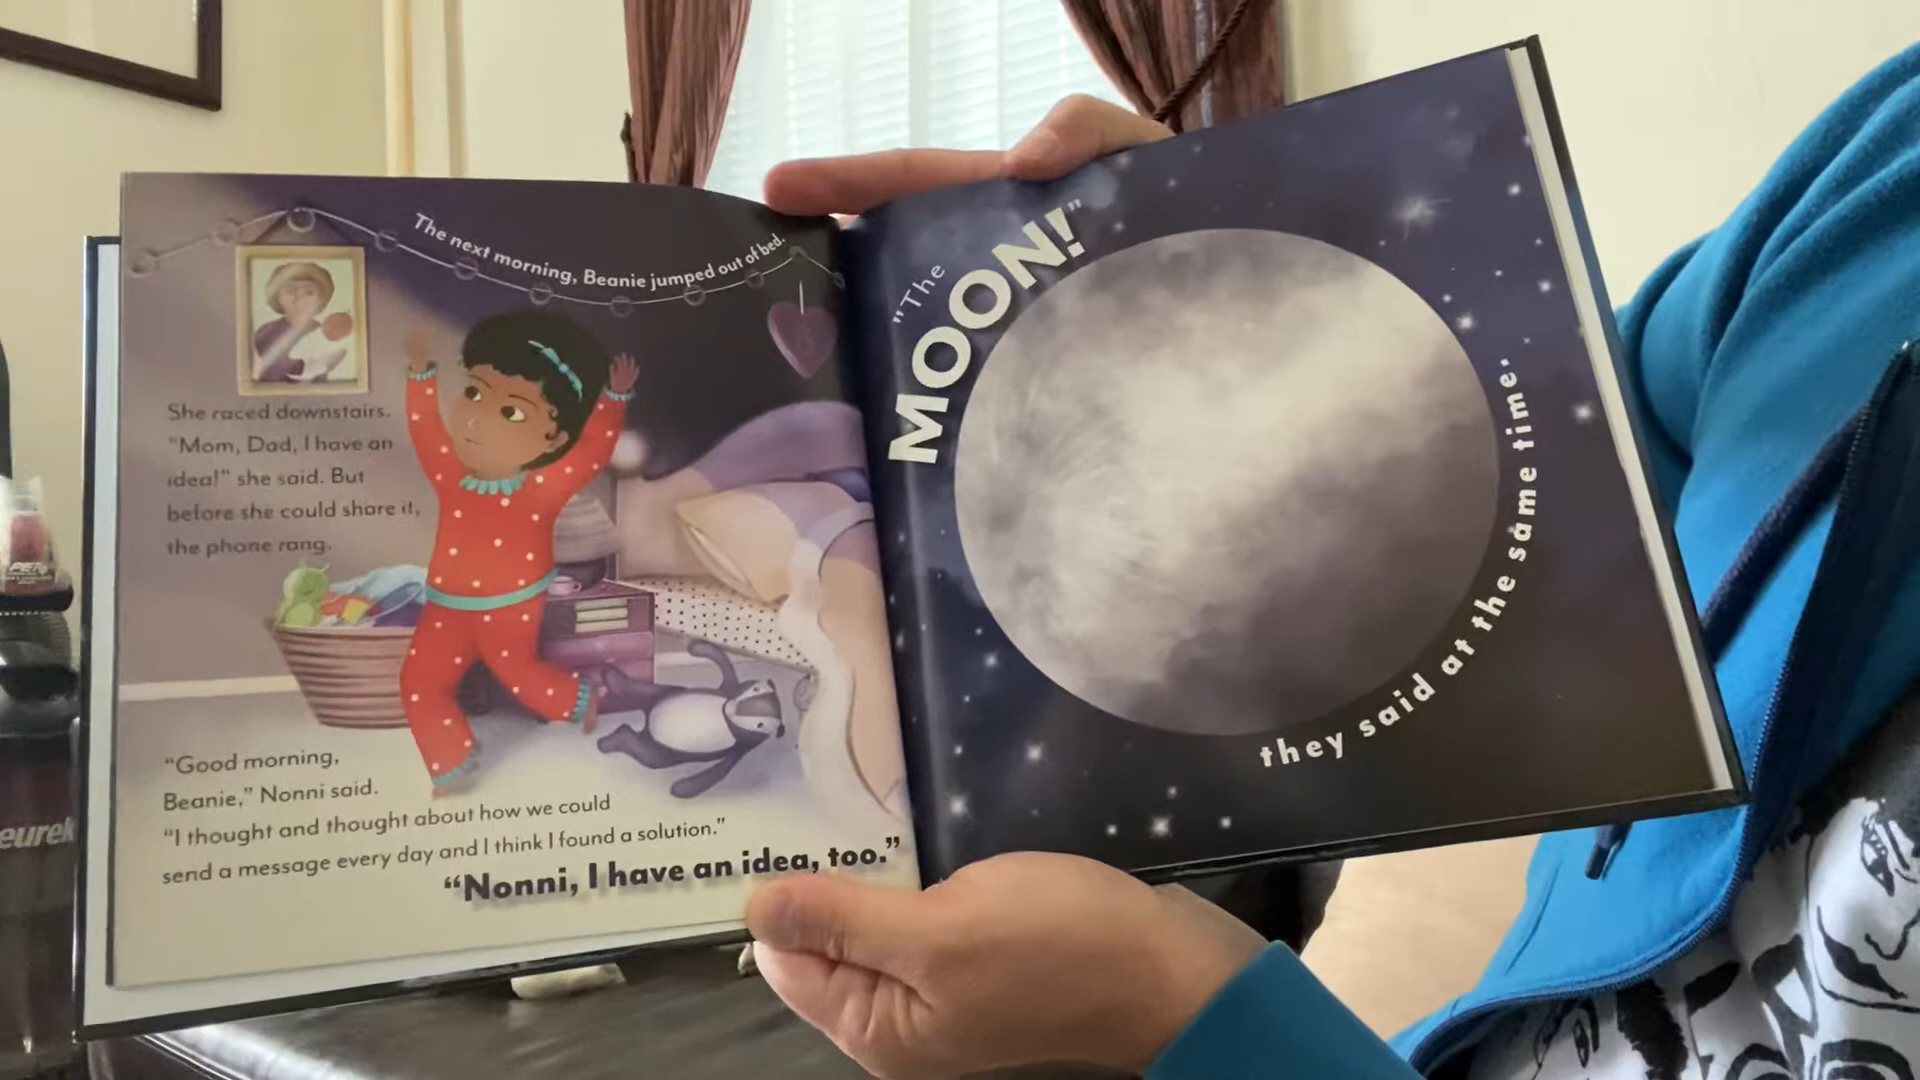 The next morning, Beanie jumped out of bed.
She raced downstairs.
"Mom, Dad, I have an
idea!" she said. But
before she could share it,
the phone rang.
"Good morning,
Beanie," Nonni said.
"I thought and thought about how we could
send a message every day and I think I found a solution."
"Nonni, I have an idea, too."
"The
MOON!"
they said at the same time.
eurek
PET